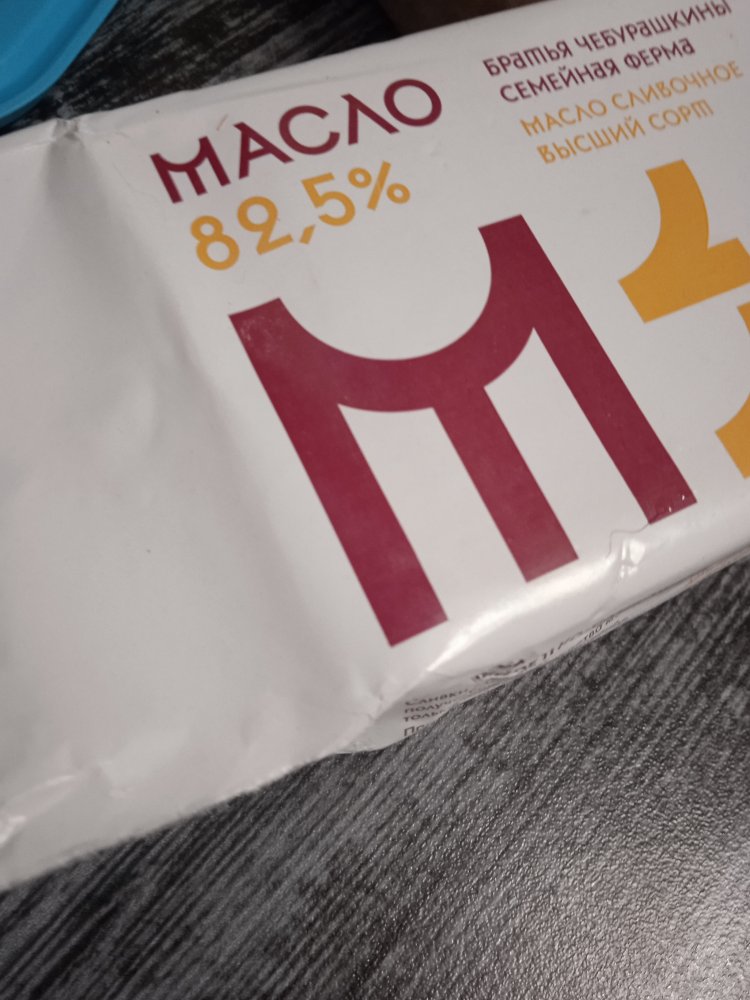 МАСЛО
82,5%
БРАТЬЯ ЧЕБУРАШКИНЫ
СЕМЕЙНАЯ ФЕРМА
МАСЛО СЛИВОЧНОЕ
ВЫСШИЙ СОРТ
М